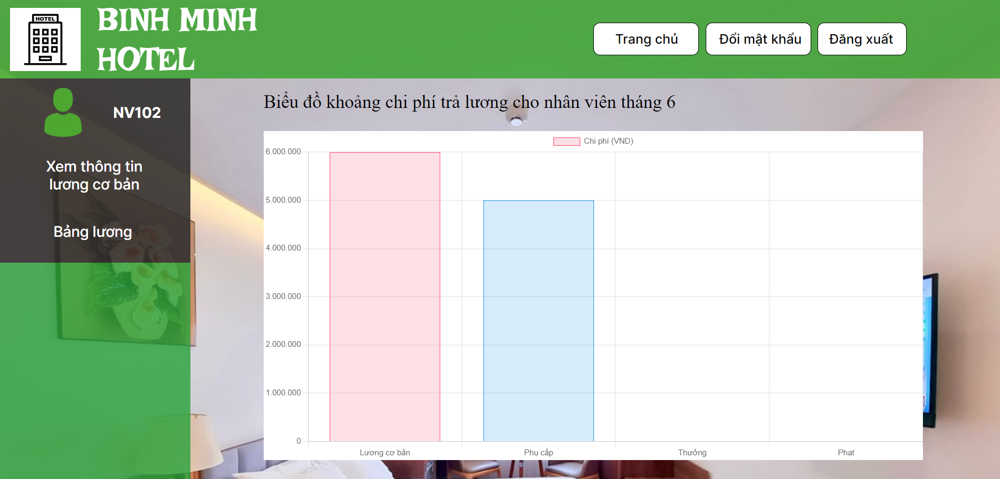 HOTEL
BINH MINH
HOTEL
Trang chủ
Đổi mật khẩu
Đăng xuất
NV102
Xem thông tin
lương cơ bản
Bảng lương
Biểu đồ khoảng chi phí trả lương cho nhân viên tháng 6
Chi phí (VND)
6.000.000
5.000.000
4.000.000
3.000.000
2.000.000
1.000.000
0
Lương cơ bản
Phụ cấp
Thưởng
Phạt